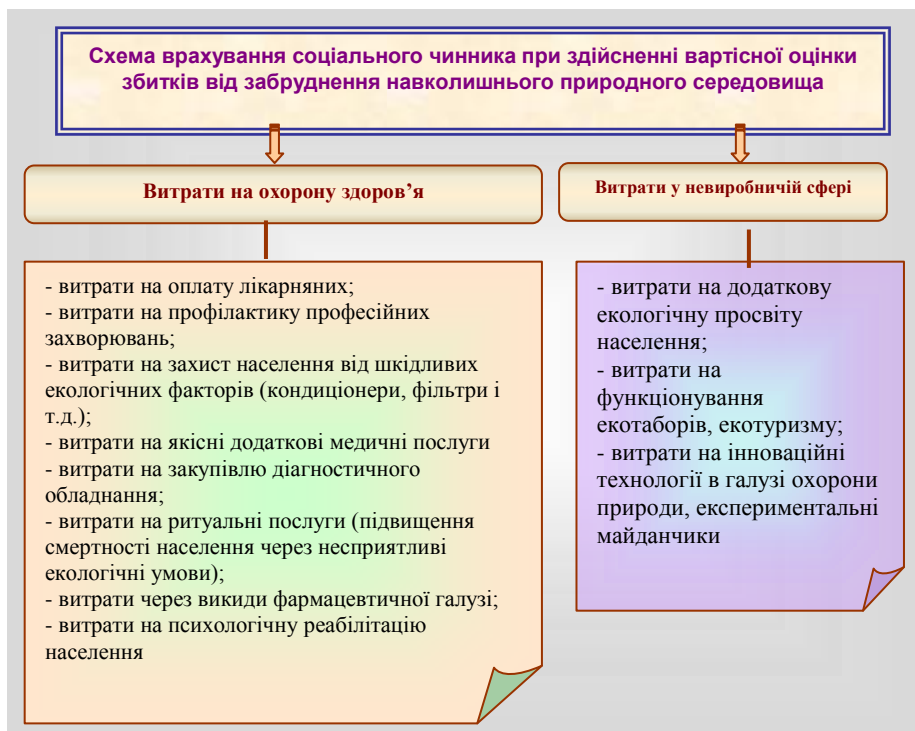 Схема врахування соціального чинника при здійсненні вартісної оцінки
збитків від забруднення навколишнього природного середовища
Витрати на охорону здоров’я
- витрати на оплату лікарняних;
- витрати на профілактику професійних
захворювань;
- витрати на захист населення від шкідливих
екологічних факторів (кондиціонери, фільтри і
т.д.);
- витрати на якісні додаткові медичні послуги
- витрати на закупівлю діагностичного
обладнання;
- витрати на ритуальні послуги (підвищення
смертності населення через несприятливі
екологічні умови);
- витрати через викиди фармацевтичної галузі;
- витрати на психологічну реабілітацію
населення
Витрати у невиробничій сфері
- витрати на додаткову
екологічну просвіту
населення;
- витрати на
функціонування
екотаборів, екотуризму;
- витрати на інноваційні
технології в галузі охорони
природи, експериментальні
майданчики